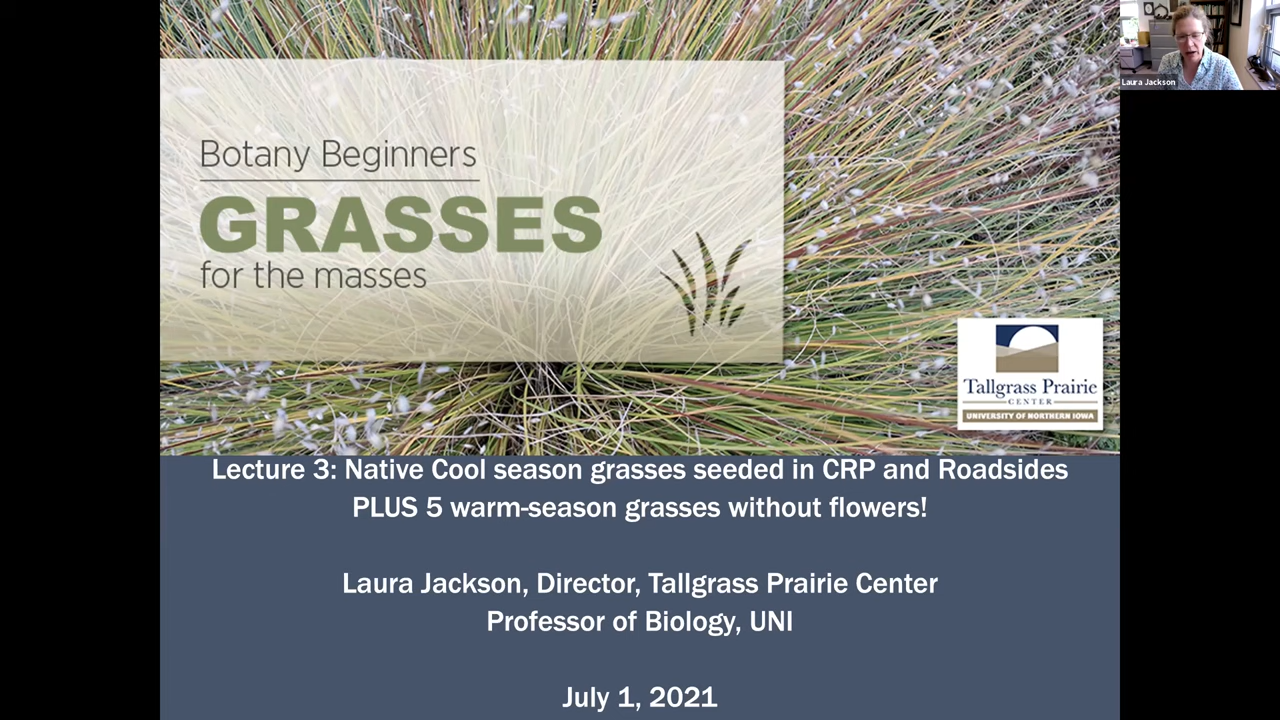 Laura Jackson
Botany Beginners
GRASSES
for the masses
Tallgrass Prairie
CENTER
UNIVERSITY OF NORTHERN IOWA
Lecture 3: Native Cool season grasses seeded in CRP and Roadsides
PLUS 5 warm-season grasses without flowers!
Laura Jackson, Director, Tallgrass Prairie Center
Professor of Biology, UNI
July 1, 2021